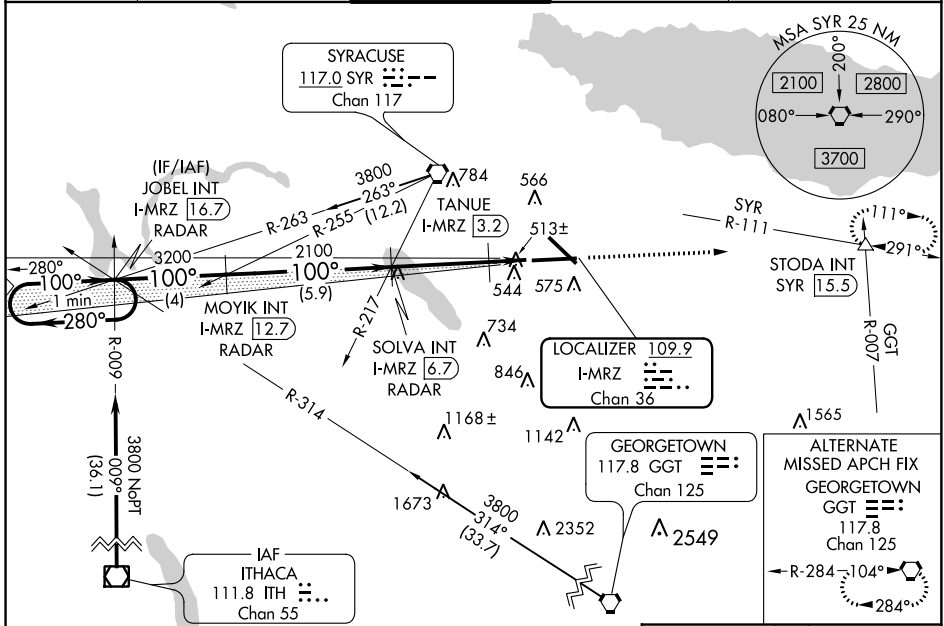 MSA SYR 25 NM
200°
2100
2800
080°
290°
3700
SYRACUSE
117.0 SYR
Chan 117
(IF/IAF)
JOBEL INT
I-MRZ 16.7
RADAR
3800
263°
(12.2)
R-263
R-255
784
566
TANUE
I-MRZ 3.2
513±
SYR
R-111
111°
291°
STODA INT
SYR 15.5
280°
100°
3200
100°
(4)
2100
100°
(5.9)
1 min
280°
544
575
MOYIK INT
I-MRZ 12.7
RADAR
R-217
SOLVA INT
I-MRZ 6.7
RADAR
734
846
LOCALIZER 109.9
I-MRZ
Chan 36
GGT
R-007
R-009
R-314
1168±
1142
1565
3800 NoPT
009°
(36.1)
1673
3800
314°
(33.7)
2352
2549
GEORGETOWN
117.8 GGT
Chan 125
ALTERNATE
MISSED APCH FIX
GEORGETOWN
GGT
117.8
Chan 125
R-284
104°
284°
IAF
ITHACA
111.8 ITH
Chan 55